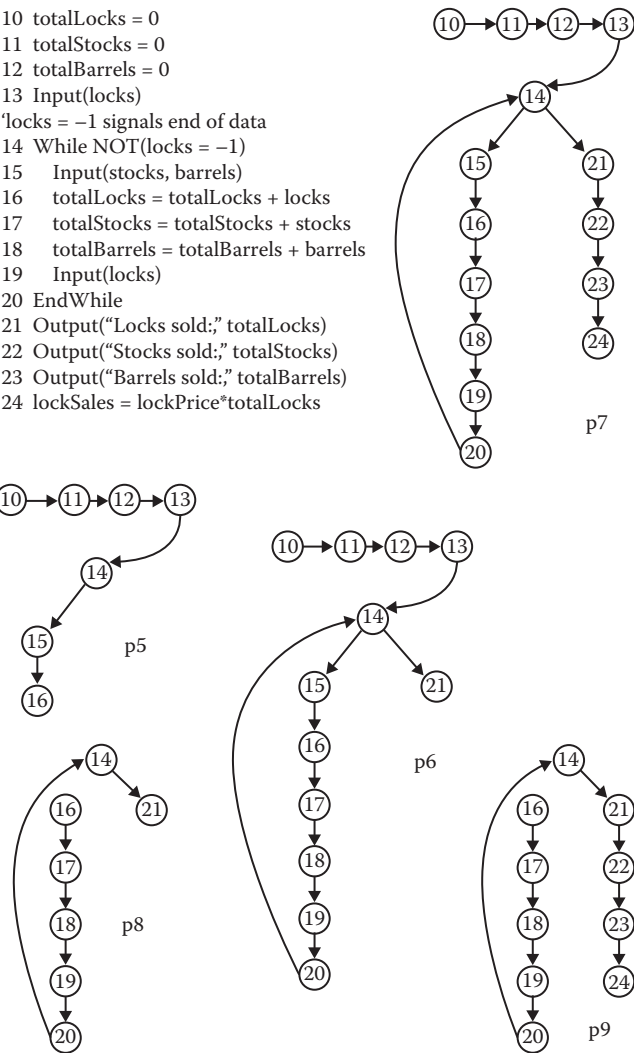 10 totalLocks = 0
11 totalStocks = 0
12 totalBarrels = 0
13 Input(locks)
‘locks = −1 signals end of data
14 While NOT(locks = −1)
15 Input(stocks, barrels)
16 totalLocks = totalLocks + locks
17 totalStocks = totalStocks + stocks
18 totalBarrels = totalBarrels + barrels
19 Input(locks)
20 EndWhile
21 Output(“Locks sold:,” totalLocks)
22 Output(“Stocks sold:,” totalStocks)
23 Output(“Barrels sold:,” totalBarrels)
24 lockSales = lockPrice*totalLocks
10 11 12 13
14
15 21
16 22
17 23
18 24
19
20
p7
10 11 12 13
14
15
16
p5
10 11 12 13
14
15 21
16
17
18
19
20
p6
14
16 21
17
18
19
20
p8
14
16 21
17 22
18 23
19 24
20
p9